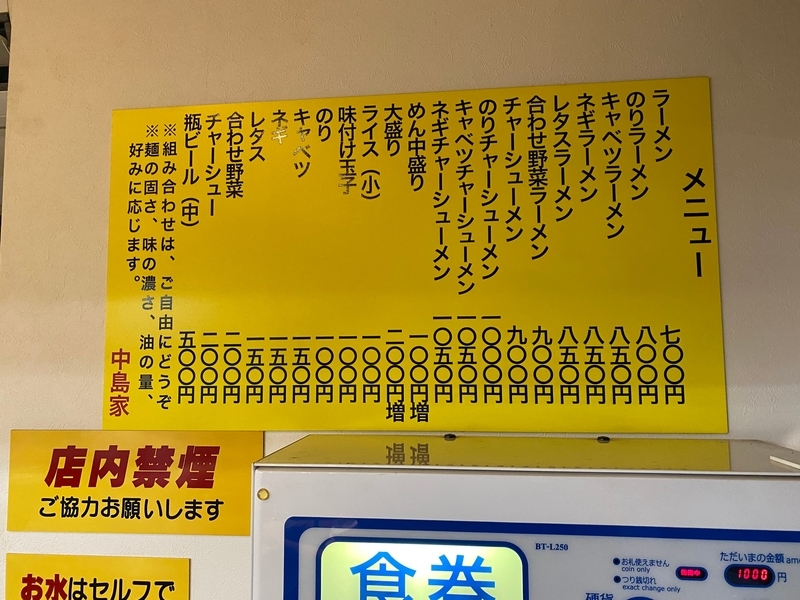 メニュー
ラーメン 七〇〇円
のりラーメン 八〇〇円
キャベツラーメン 八五〇円
ネギラーメン 八五〇円
レタスラーメン 八五〇円
合わせ野菜ラーメン 九〇〇円
チャーシューメン 九〇〇円
のりチャーシューメン 一〇〇〇円
キャベツチャーシューメン 一〇五〇円
ネギチャーシューメン 一〇五〇円
めん中盛り 一〇〇円増
大盛り 二〇〇円増
ライス（小） 一〇〇円
味付け玉子 一〇〇円
のり 一〇〇円
キャベツ 一五〇円
ネギ 一五〇円
レタス 一五〇円
合わせ野菜 二〇〇円
チャーシュー 二〇〇円
瓶ビール（中） 五〇〇円
※組み合わせは、ご自由にどうぞ
※麺の固さ、味の濃さ、油の量、
好みに応じます。
中島家
店内禁煙
ご協力お願いします
お水はセルフで
食券
BT-L250
●お札使えません
coin only
●つり銭切れ
exact change only
ただいまの金額
1000円
硬貨